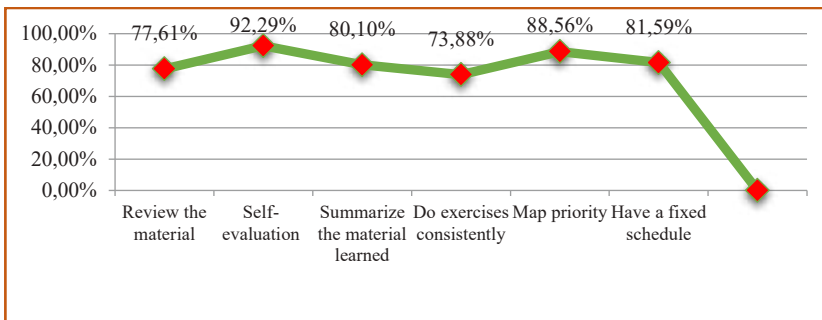 77,61%
92,29%
80,10%
73,88%
88,56%
81,59%
100,00%
80,00%
60,00%
40,00%
20,00%
0,00%
Review the
material
Self-
evaluation
Summarize
the material
learned
Do exercises
consistently
Map priority
Have a fixed
schedule